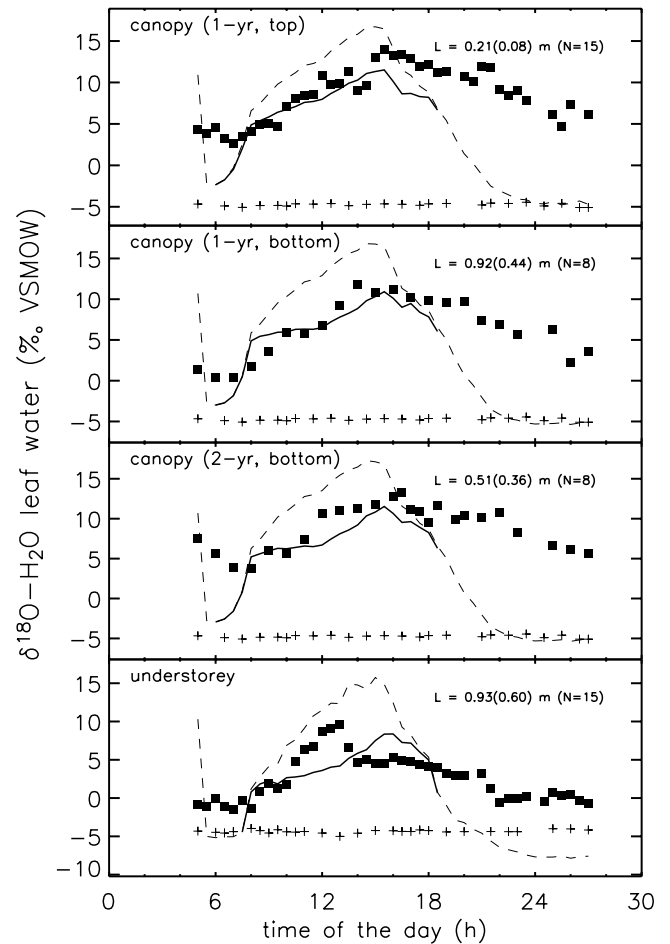 canopy (1-yr, top)
L = 0.21(0.08) m (N=15)
15
10
5
0
-5
canopy (1-yr, bottom)
L = 0.92(0.44) m (N=8)
15
10
5
0
-5
canopy (2-yr, bottom)
L = 0.51(0.36) m (N=8)
15
10
5
0
-5
understorey
L = 0.93(0.60) m (N=15)
15
10
5
0
-5
-10
0 6 12 18 24 30
time of the day (h)
δ¹⁸O-H₂O leaf water (‰ VSMOW)